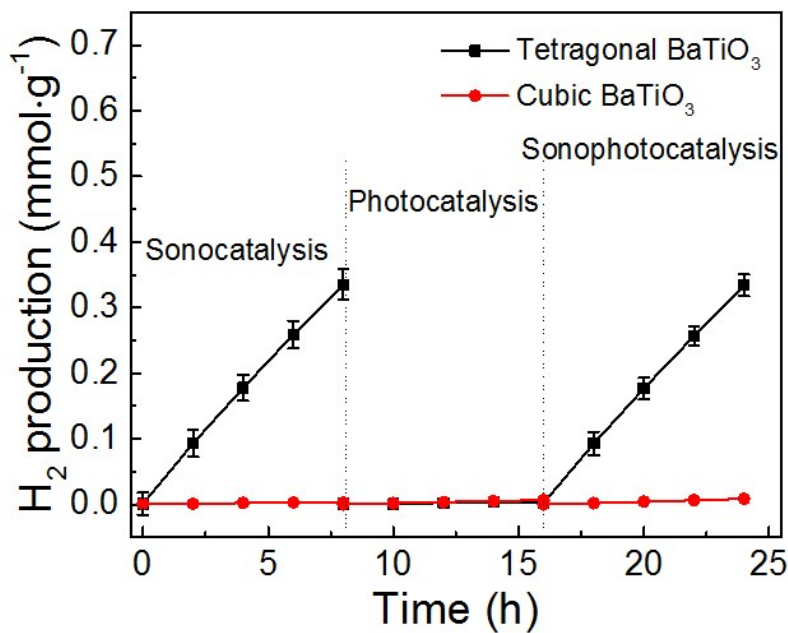 H₂ production (mmol·g⁻¹)
0.7
0.6
0.5
0.4
0.3
0.2
0.1
0.0
Tetragonal BaTiO₃
Cubic BaTiO₃
Sonophotocatalysis
Photocatalysis
Sonocatalysis
0 5 10 15 20 25
Time (h)